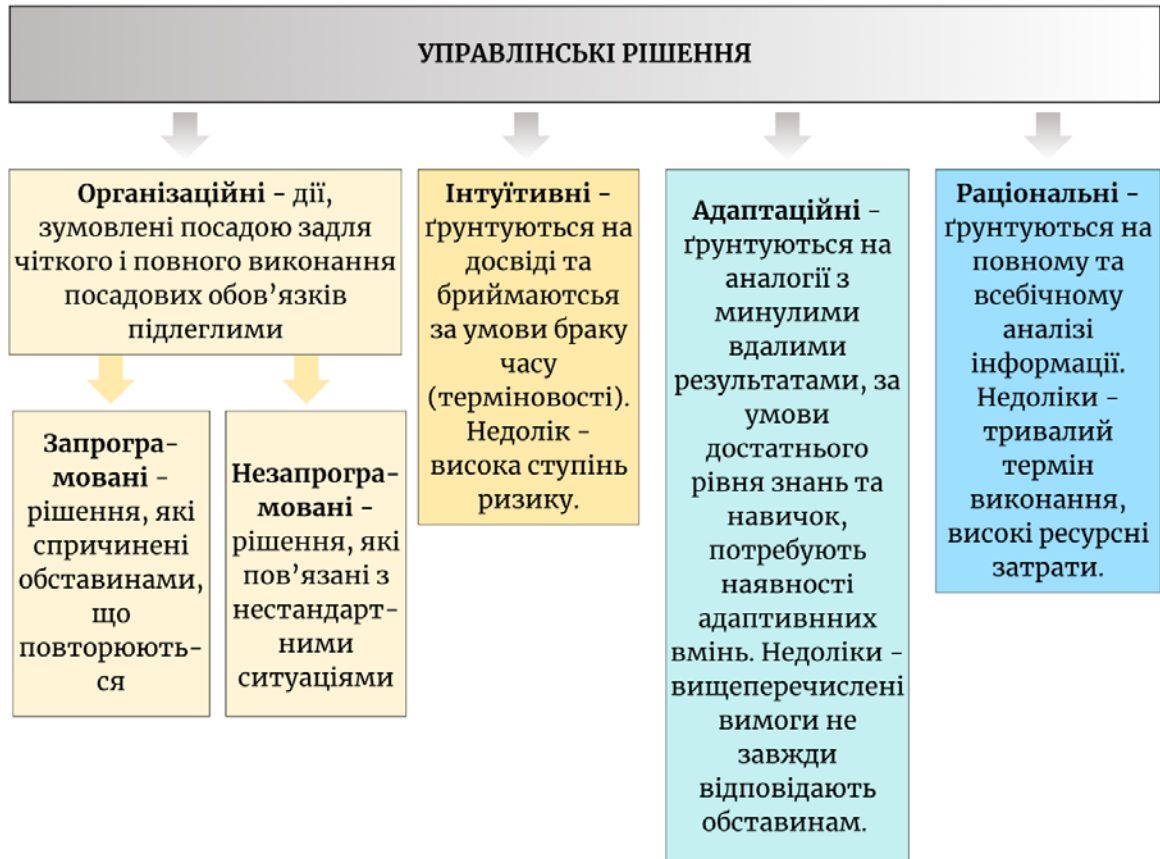 УПРАВЛІНСЬКІ РІШЕННЯ
Організаційні - дії,
зумовлені посадою задля
чіткого і повного виконання
посадових обов’язків
підлеглими
Запрогра-
мовані -
рішення, які
спричинені
обставинами,
що
повторюють-
ся
Незапрогра-
мовані -
рішення, які
пов’язані з
нестандарт-
ними
ситуаціями
Інтуїтивні -
ґрунтуються на
досвіді та
бриймаютсья
за умови браку
часу
(терміновості).
Недолік -
висока ступінь
ризику.
Адаптаційні -
ґрунтуються на
аналогії з
минулими
вдалими
результатами, за
умови
достатнього
рівня знань та
навичок,
потребують
наявності
адаптивнних
вмінь. Недоліки -
вищеперечислені
вимоги не
завжди
відповідають
обставинам.
Раціональні -
ґрунтуються на
повному та
всебічному
аналізі
інформації.
Недоліки -
тривалий
термін
виконання,
високі ресурсні
затрати.